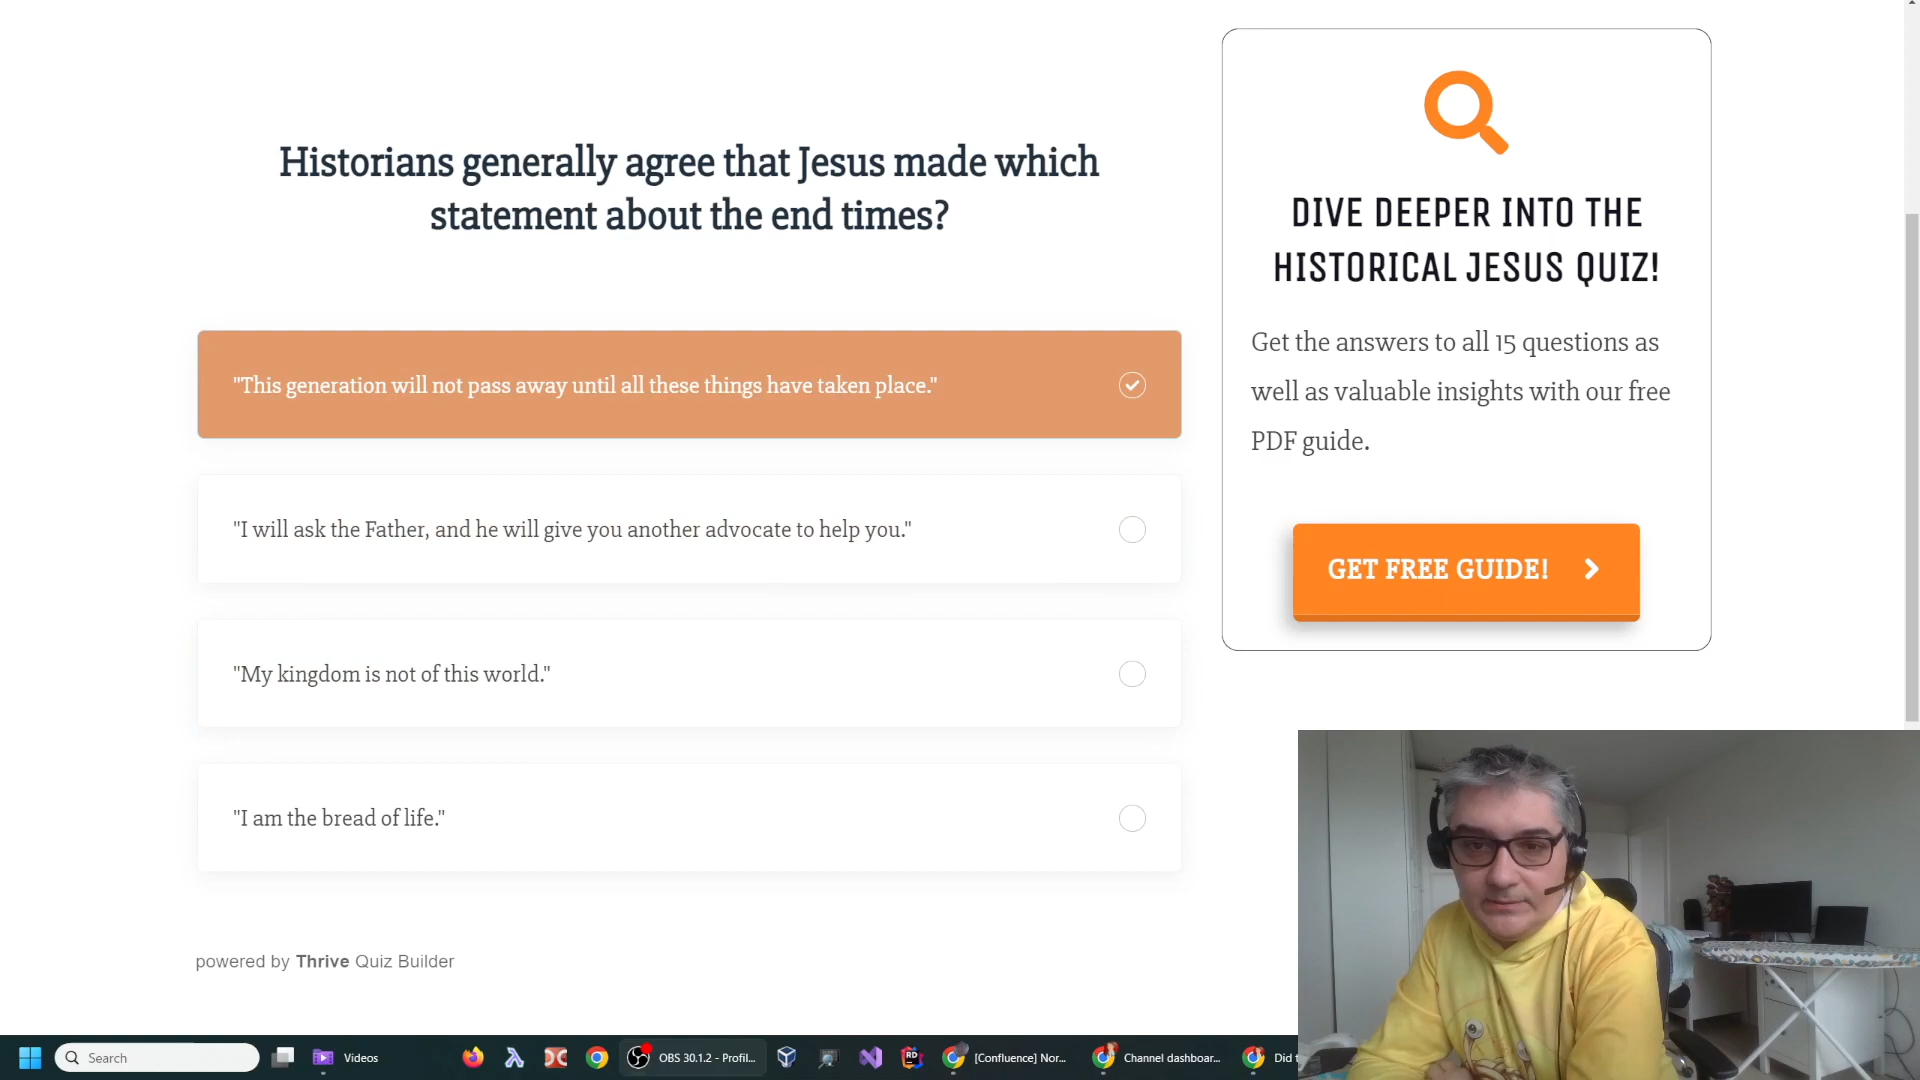 Historians generally agree that Jesus made which
statement about the end times?
"This generation will not pass away until all these things have taken place."
"I will ask the Father, and he will give you another advocate to help you."
"My kingdom is not of this world."
"I am the bread of life."
powered by Thrive Quiz Builder
DIVE DEEPER INTO THE
HISTORICAL JESUS QUIZ!
Get the answers to all 15 questions as
well as valuable insights with our free
PDF guide.
GET FREE GUIDE!
Search
Videos
OBS 30.1.2 - Profil...
RD
[Confluence] Nor...
Channel dashboar...
Did t